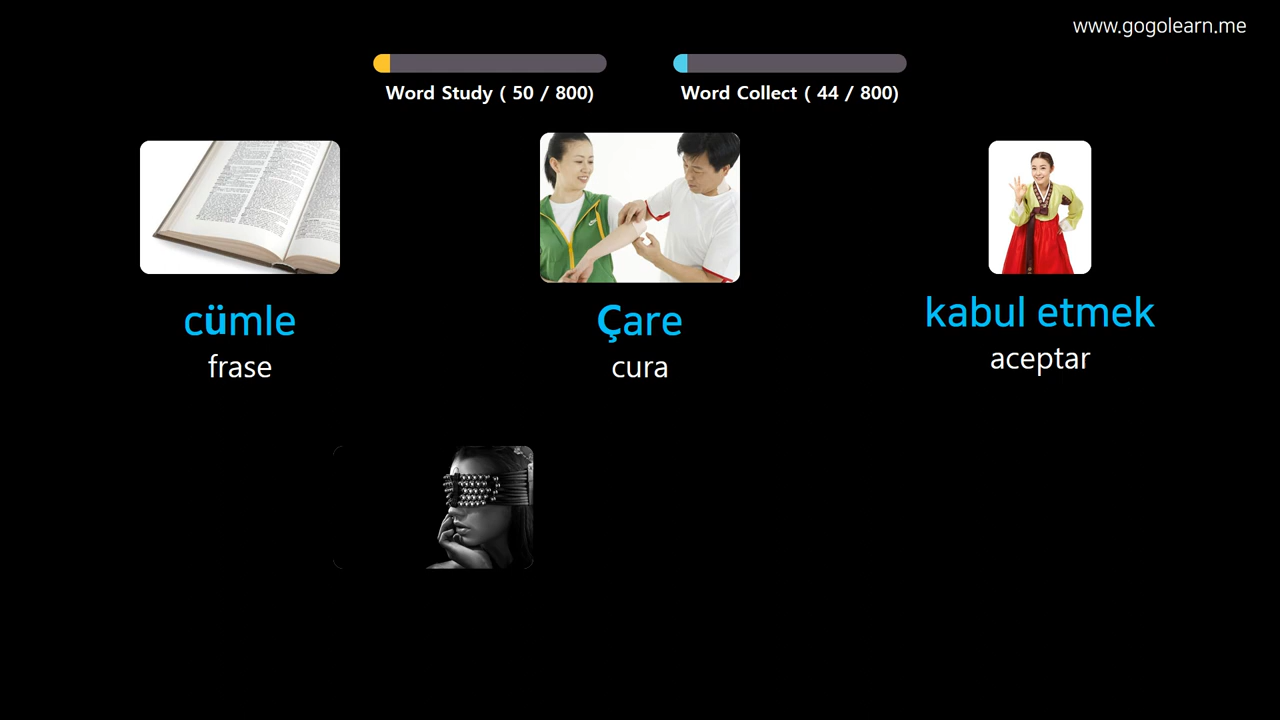 www.gogolearn.me
Word Study ( 50 / 800)
Word Collect ( 44 / 800)
cümle
frase
Çare
cura
kabul etmek
aceptar